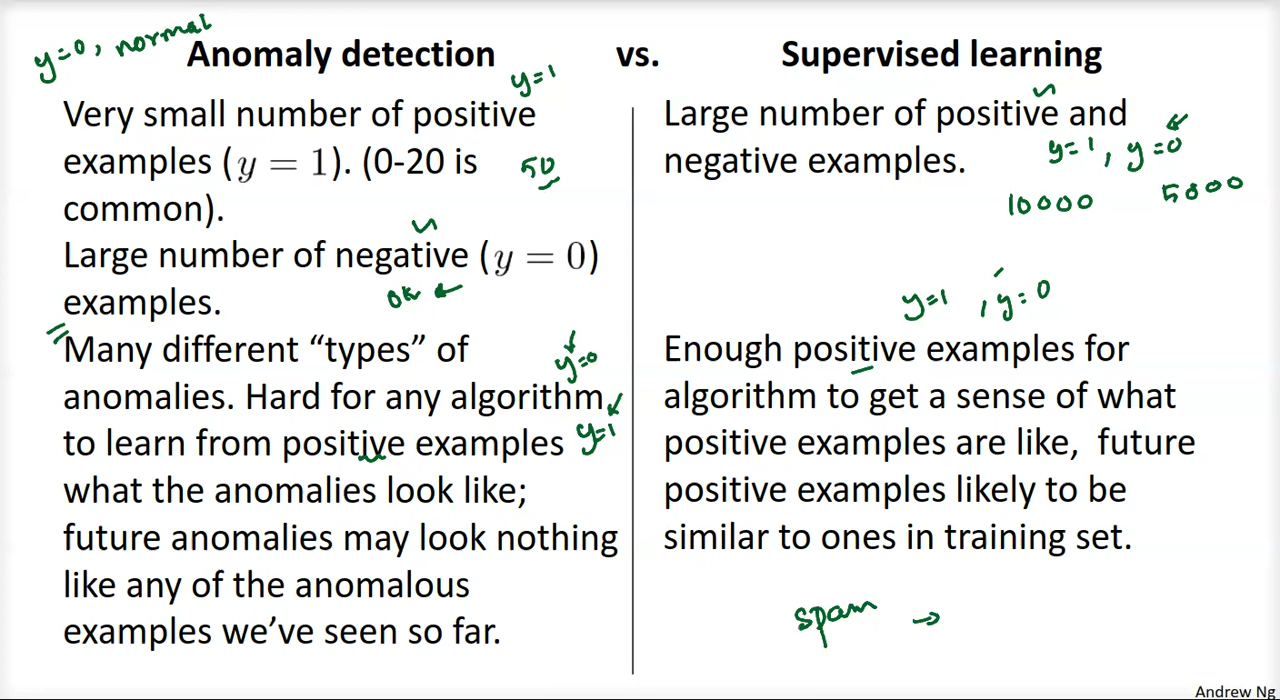 y=0, normal
Anomaly detection vs. Supervised learning
y=1
Very small number of positive
examples (y = 1). (0-20 is
common).
50
Large number of negative (y = 0)
examples.
OK
Many different “types” of
anomalies. Hard for any algorithm
to learn from positive examples
what the anomalies look like;
future anomalies may look nothing
like any of the anomalous
examples we’ve seen so far.
y=0
y=1
Large number of positive and
negative examples.
y=1, y=0
10000 5000
y=1, y=0
Enough positive examples for
algorithm to get a sense of what
positive examples are like, future
positive examples likely to be
similar to ones in training set.
spam →
Andrew Ng